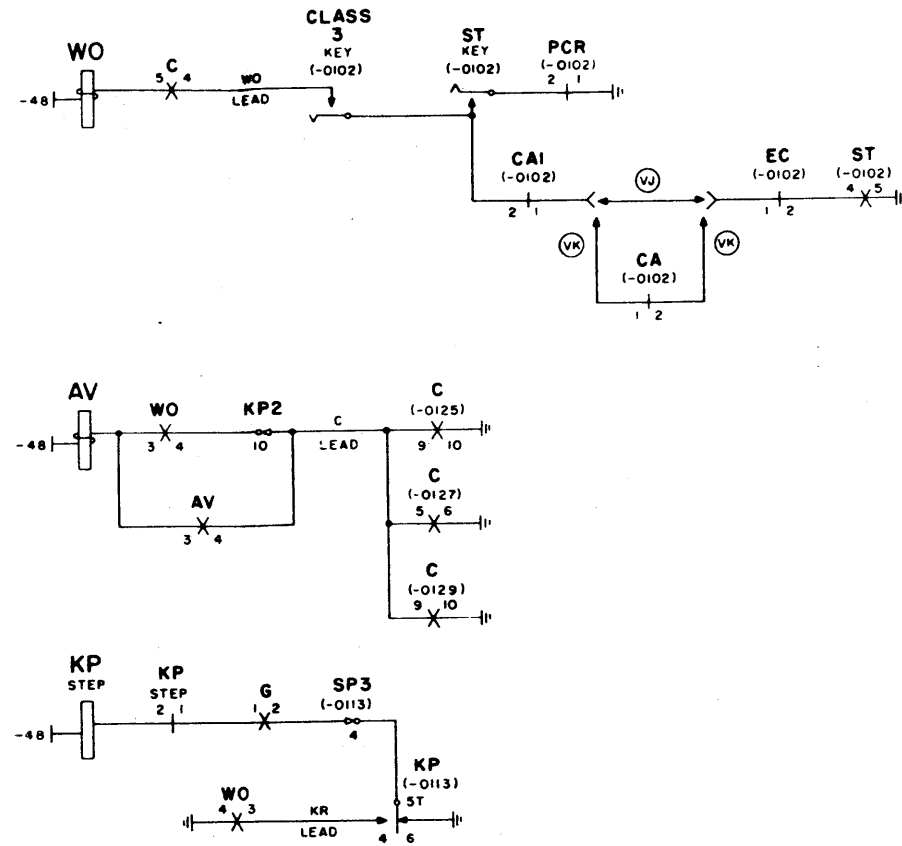 CLASS
3
KEY
(-0102)
ST
KEY
(-0102)
PCR
(-0102)
2 1
WO
-48
C
5 4
WO
LEAD
CA1
(-0102)
2 1
VJ
EC
(-0102)
1 2
ST
(-0102)
4 5
VK
VK
CA
(-0102)
1 2
AV
-48
WO
3 4
KP2
10
C
LEAD
C
(-0125)
9 10
AV
3 4
C
(-0127)
5 6
C
(-0129)
9 10
KP
STEP
-48
KP
STEP
2 1
G
1 2
SP3
(-0113)
4
KP
(-0113)
5T
WO
4 3
KR
LEAD
4 6